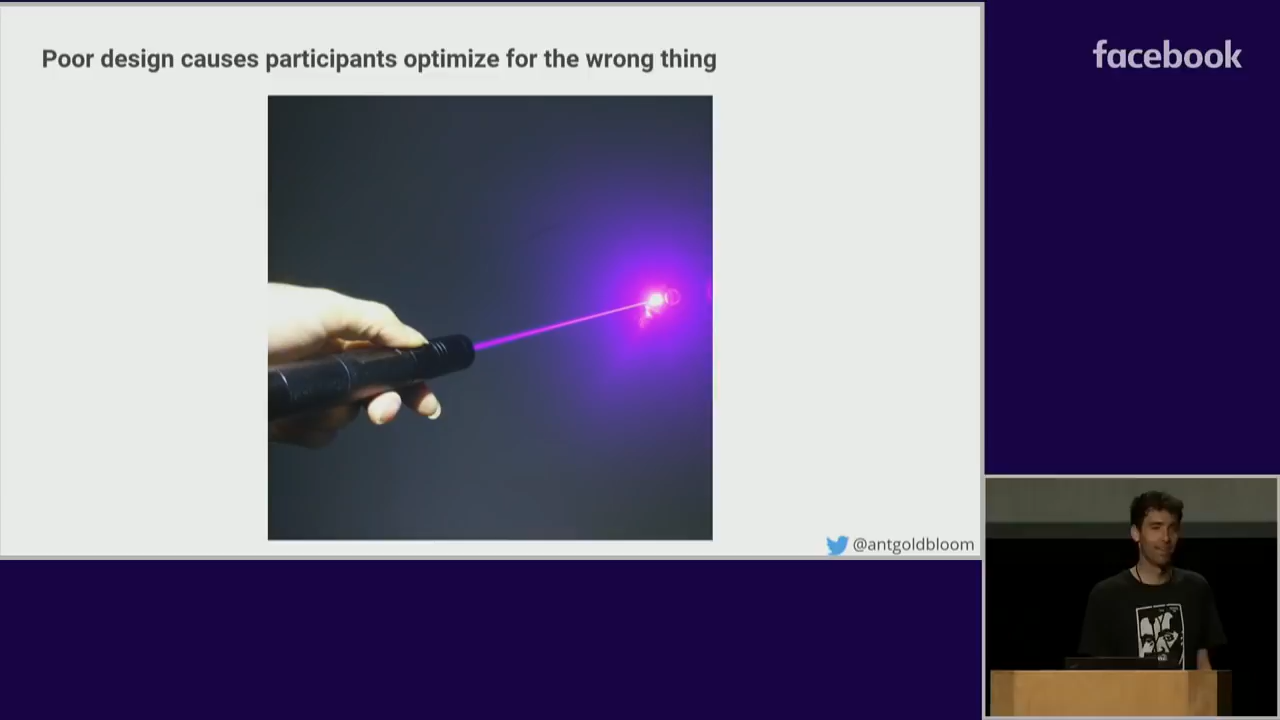 Poor design causes participants optimize for the wrong thing
facebook
@antgoldbloom